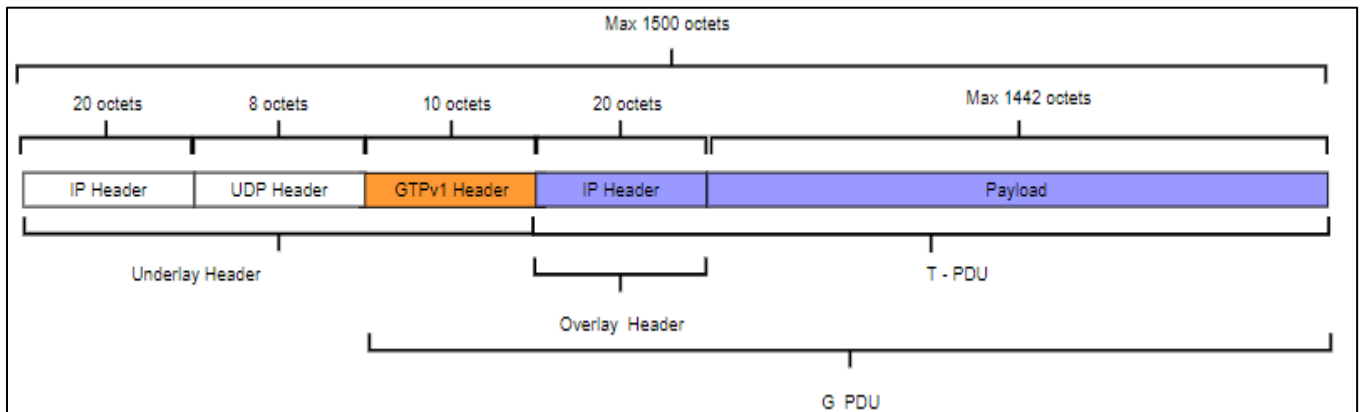 Max 1500 octets
20 octets
8 octets
10 octets
20 octets
Max 1442 octets
IP Header
UDP Header
GTPv1 Header
IP Header
Payload
Underlay Header
T - PDU
Overlay Header
G PDU